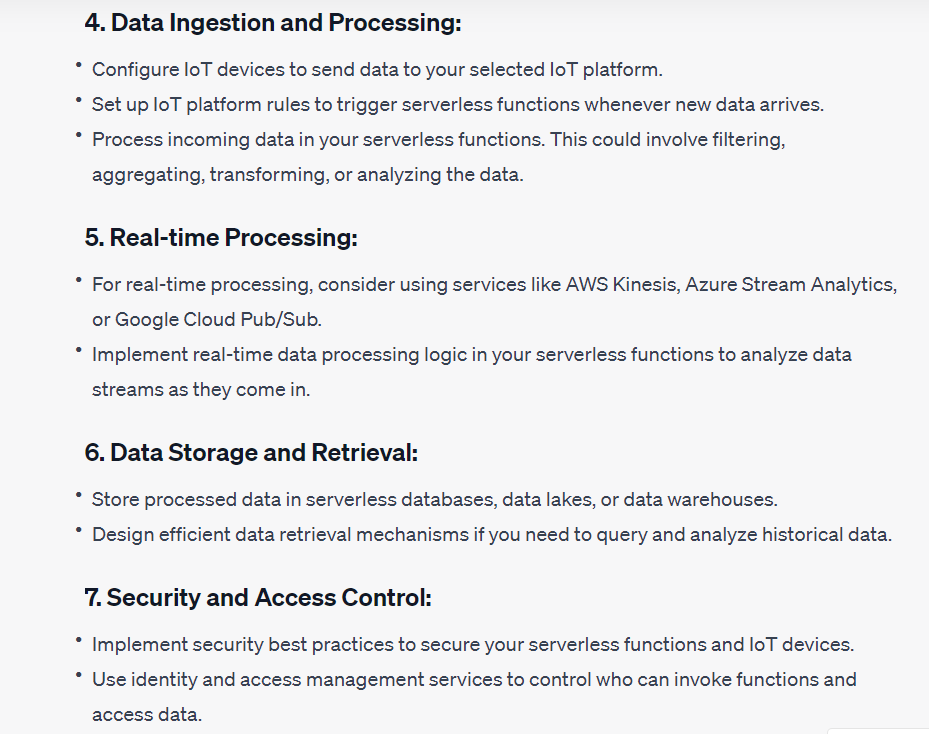 4. Data Ingestion and Processing:
• Configure IoT devices to send data to your selected IoT platform.
• Set up IoT platform rules to trigger serverless functions whenever new data arrives.
• Process incoming data in your serverless functions. This could involve filtering,
aggregating, transforming, or analyzing the data.
5. Real-time Processing:
• For real-time processing, consider using services like AWS Kinesis, Azure Stream Analytics,
or Google Cloud Pub/Sub.
• Implement real-time data processing logic in your serverless functions to analyze data
streams as they come in.
6. Data Storage and Retrieval:
• Store processed data in serverless databases, data lakes, or data warehouses.
• Design efficient data retrieval mechanisms if you need to query and analyze historical data.
7. Security and Access Control:
• Implement security best practices to secure your serverless functions and IoT devices.
• Use identity and access management services to control who can invoke functions and
access data.